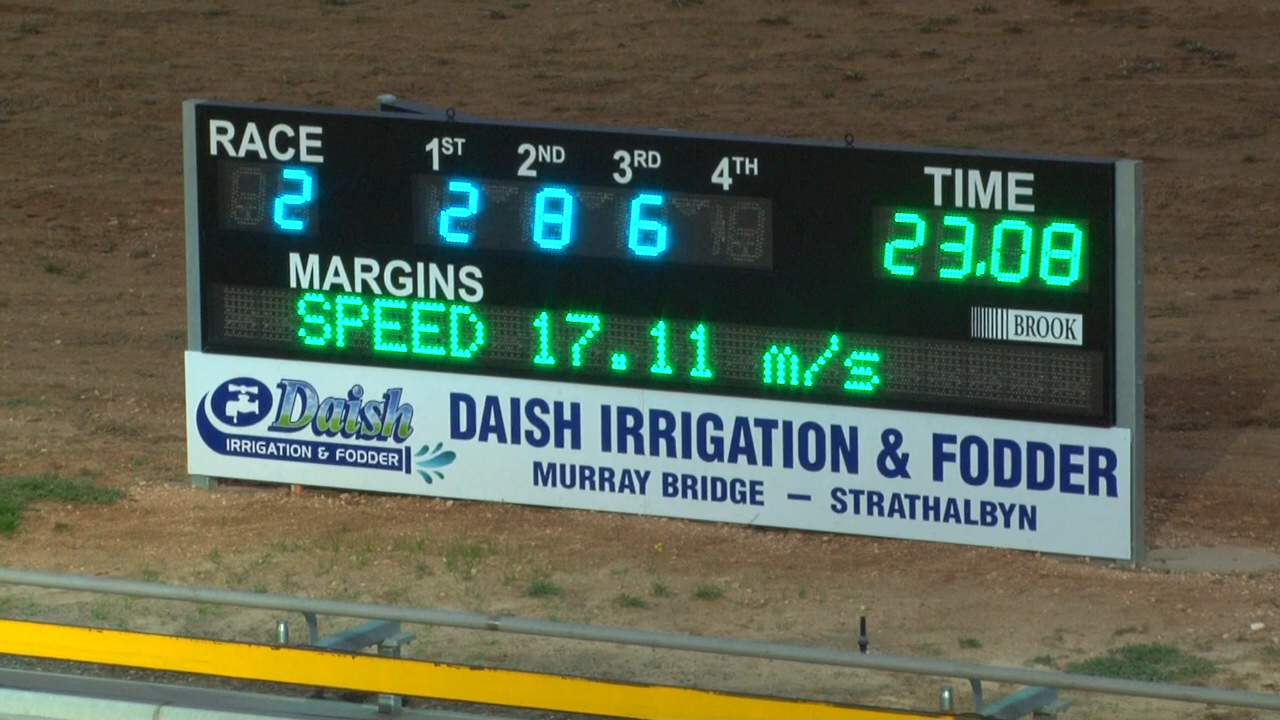 RACE 1ST 2ND 3RD 4TH TIME
2 2 8 6 23.08
MARGINS
SPEED 17.11 m/s
BROOK
Daish
IRRIGATION & FODDER
DAISH IRRIGATION & FODDER
MURRAY BRIDGE — STRATHALBYN